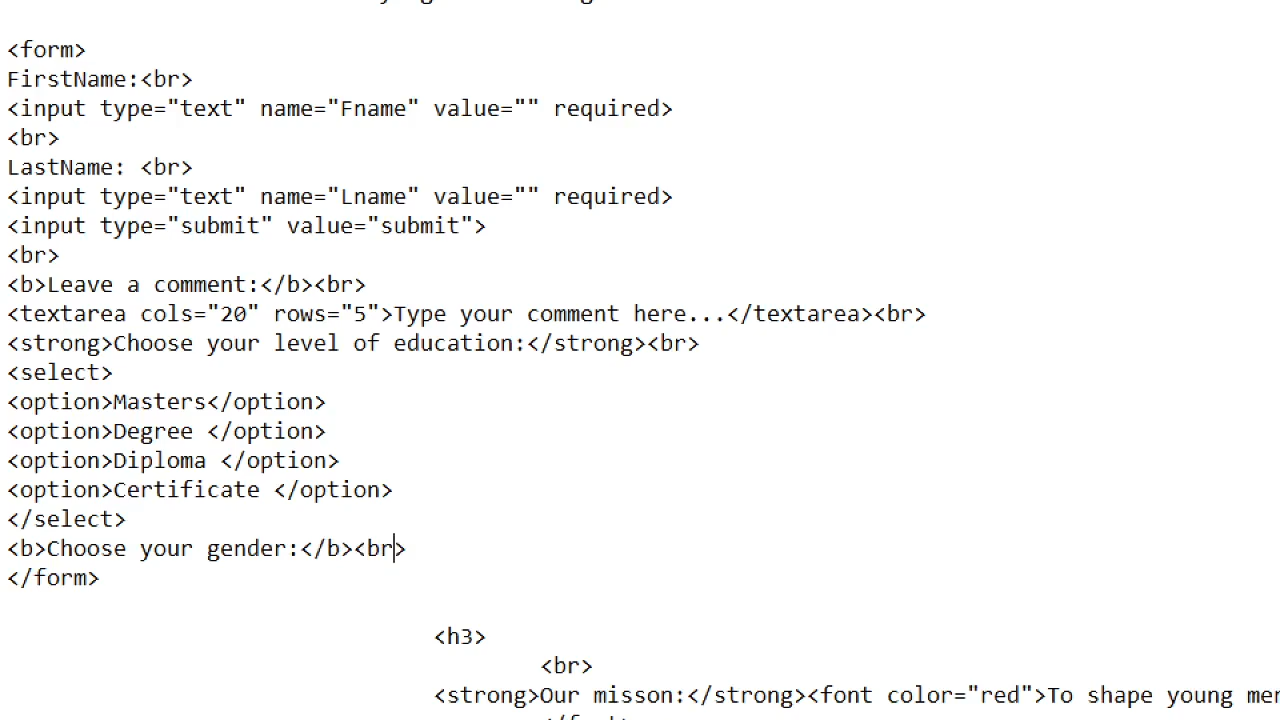 <form>
FirstName:<br>
<input type="text" name="Fname" value="" required>
<br>
LastName: <br>
<input type="text" name="Lname" value="" required>
<input type="submit" value="submit">
<br>
<b>Leave a comment:</b><br>
<textarea cols="20" rows="5">Type your comment here...</textarea><br>
<strong>Choose your level of education:</strong><br>
<select>
<option>Masters</option>
<option>Degree </option>
<option>Diploma </option>
<option>Certificate </option>
</select>
<b>Choose your gender:</b><br>
</form>
<h3>
<br>
<strong>Our misson:</strong><font color="red">To shape young